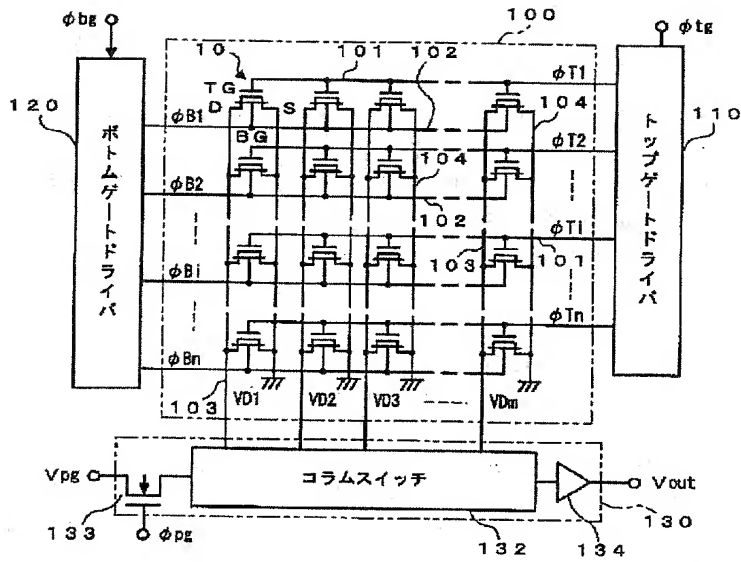 φbg
100
φtg
120
10
101
102
φT1
TG
D
S
104
110
φB1
BG
φT2
104
φB2
102
φTi
103
101
φBi
φTn
φBn
103
VD1
VD2
VD3
VDm
ボトムゲートドライバ
トップゲートドライバ
Vpg
コラムスイッチ
Vout
133
φpg
132
134
130